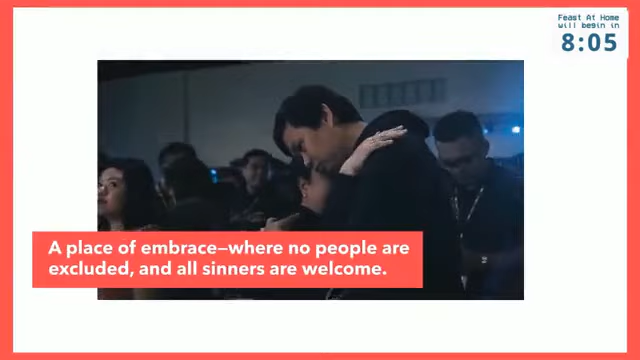 Feast At Home
will begin in
8:05
A place of embrace—where no people are
excluded, and all sinners are welcome.